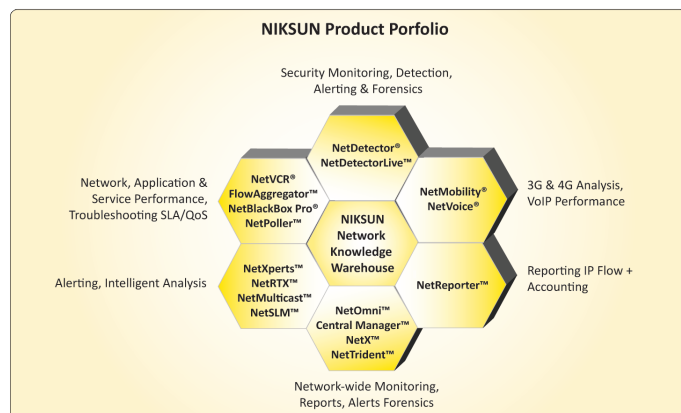 NIKSUN Product Porfolio
Security Monitoring, Detection,
Alerting & Forensics
NetDetector®
NetDetectorLive™
Network, Application &
Service Performance,
Troubleshooting SLA/QoS
NetVCR®
FlowAggregator™
NetBlackBox Pro®
NetPoller™
NetMobility®
NetVoice®
3G & 4G Analysis,
VoIP Performance
NIKSUN
Network
Knowledge
Warehouse
Alerting, Intelligent Analysis
NetXperts™
NetRTX™
NetMulticast™
NetSLM™
NetReporter™
Reporting IP Flow +
Accounting
NetOmni™
Central Manager™
NetX™
NetTrident™
Network-wide Monitoring,
Reports, Alerts Forensics